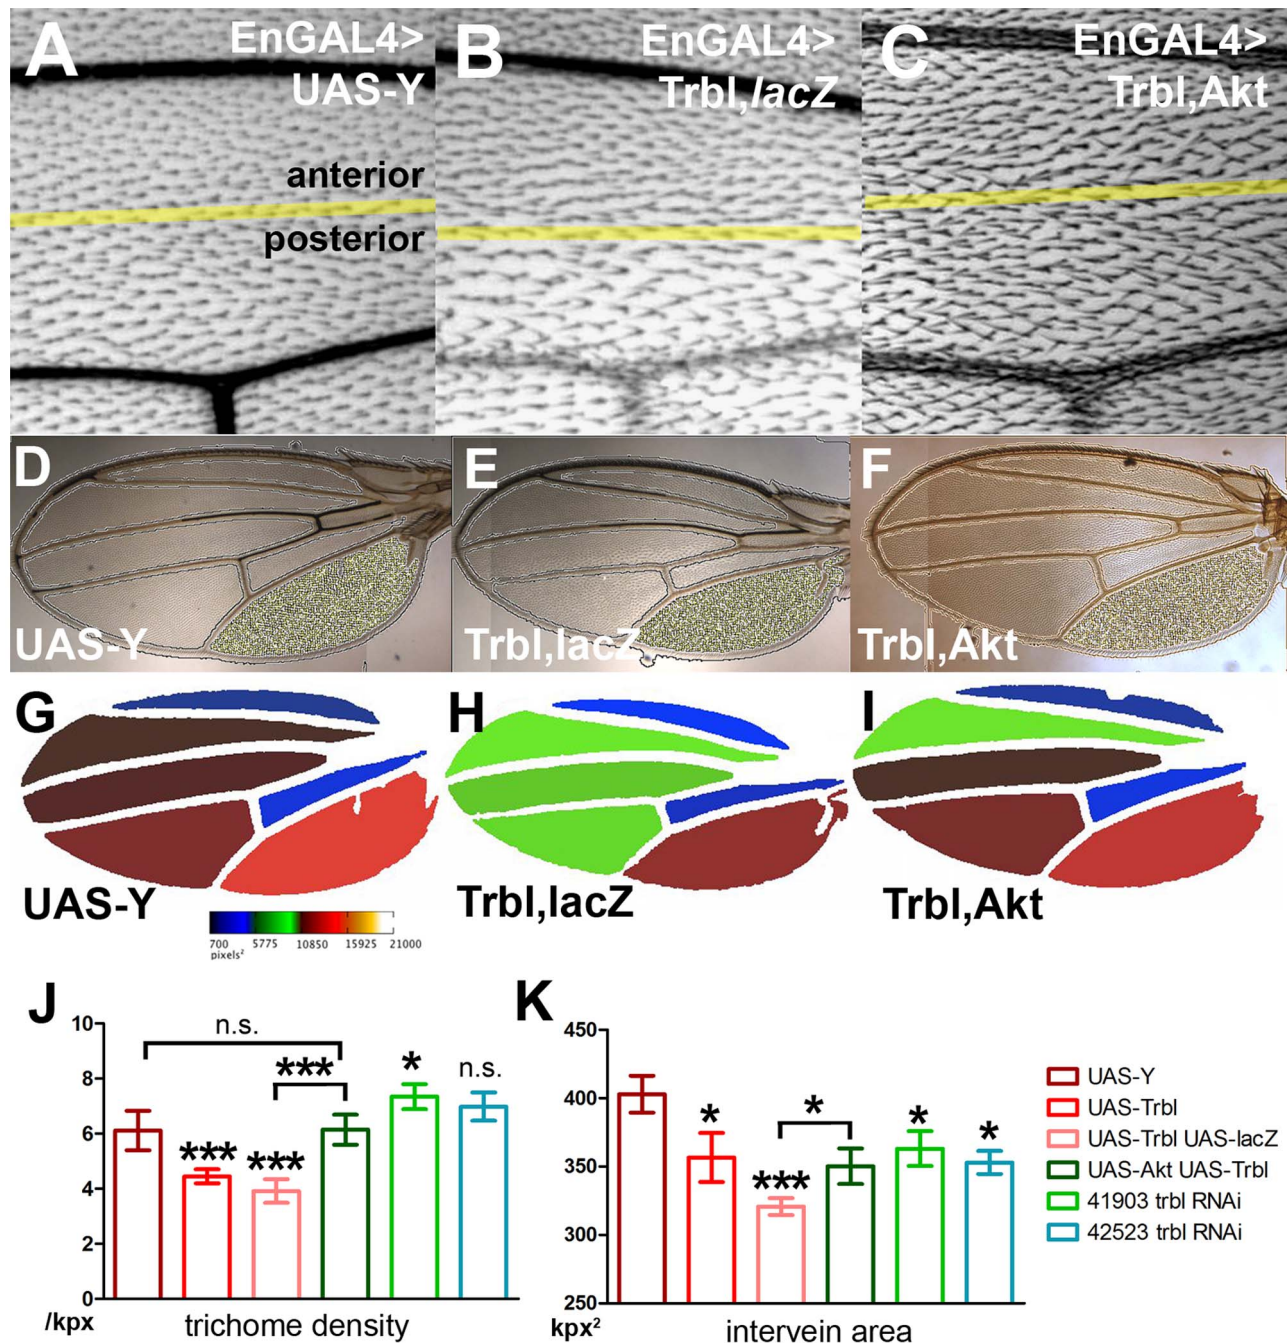 A
EnGAL4>
UAS-Y
anterior
posterior
B
EnGAL4>
Trbl,lacZ
C
EnGAL4>
Trbl,Akt
D
UAS-Y
E
Trbl,lacZ
F
Trbl,Akt
G
UAS-Y
H
Trbl,lacZ
I
Trbl,Akt
700 5775 10850 15925 21000
pixels²
J
10
8
6
4
2
0
/kpx
n.s.
***
*
n.s.
***
***
trichome density
K
450
400
350
300
250
kpx²
*
*
*
*
***
intervein area
UAS-Y
UAS-Trbl
UAS-Trbl UAS-lacZ
UAS-Akt UAS-Trbl
41903 trbl RNAi
42523 trbl RNAi